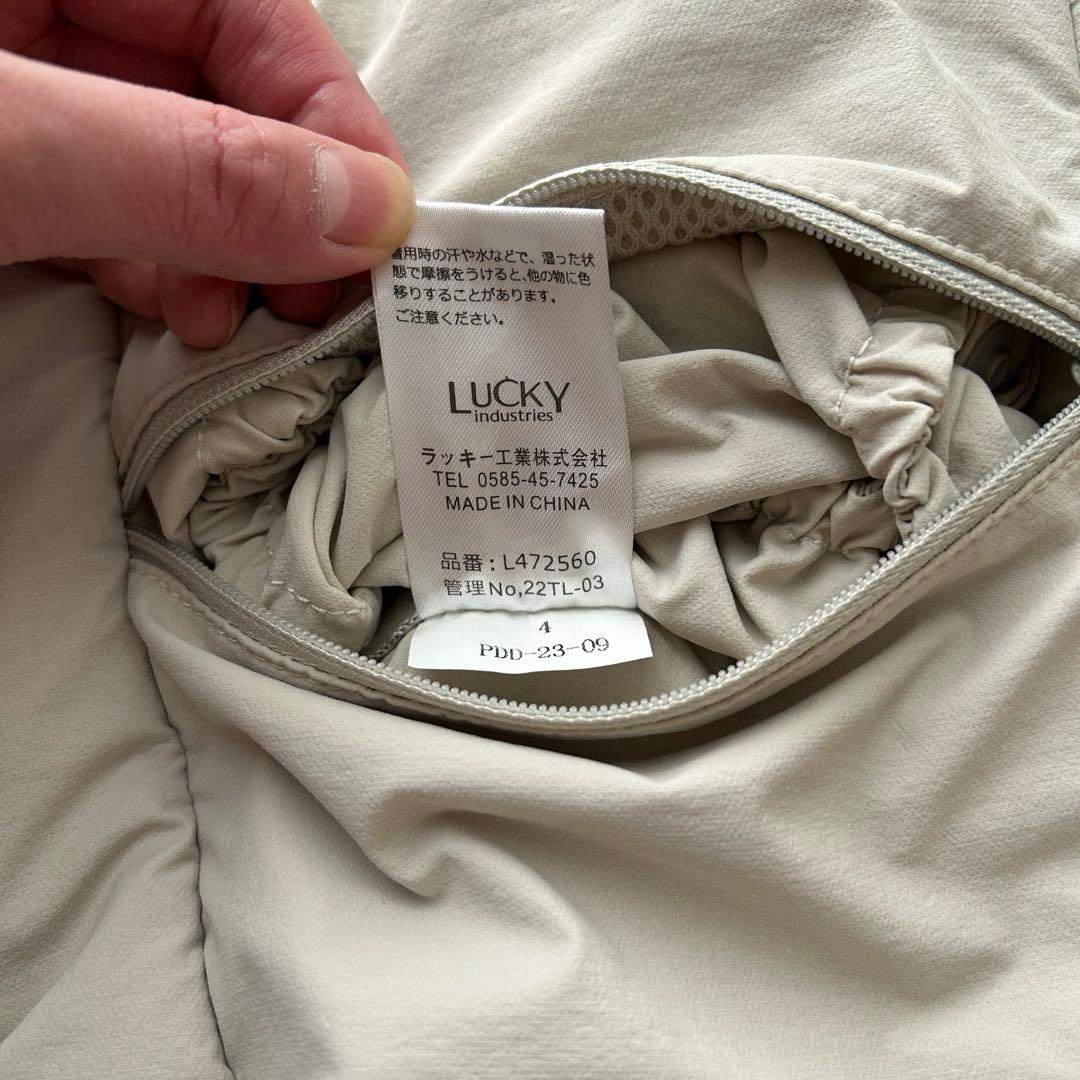 着用時の汗や水などで、湿った状
態で摩擦をうけると、他の物に色
移りすることがあります。
ご注意ください。
LUCKY
industries
ラッキー工業株式会社
TEL 0585-45-7425
MADE IN CHINA
品番：L472560
管理No,22TL-03
4
PDD-23-09